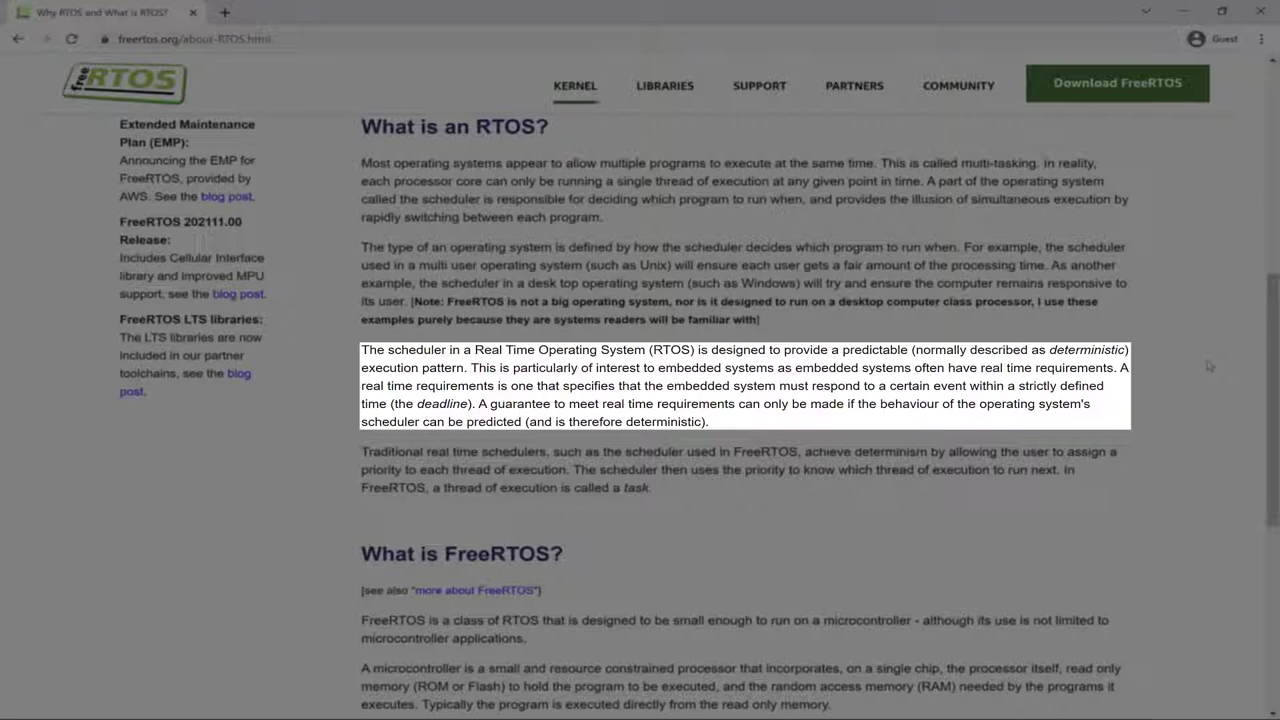 Why RTOS and What is RTOS?
freertos.org/about-RTOS.html
Guest
freeRTOS
KERNEL
LIBRARIES
SUPPORT
PARTNERS
COMMUNITY
Download FreeRTOS
Extended Maintenance
Plan (EMP):
Announcing the EMP for
FreeRTOS, provided by
AWS. See the blog post.
FreeRTOS 202111.00
Release:
Includes Cellular Interface
library and improved MPU
support, see the blog post.
FreeRTOS LTS libraries:
The LTS libraries are now
included in our partner
toolchains, see the blog
post.
What is an RTOS?
Most operating systems appear to allow multiple programs to execute at the same time. This is called multi-tasking. In reality,
each processor core can only be running a single thread of execution at any given point in time. A part of the operating system
called the scheduler is responsible for deciding which program to run when, and provides the illusion of simultaneous execution by
rapidly switching between each program.
The type of an operating system is defined by how the scheduler decides which program to run when. For example, the scheduler
used in a multi user operating system (such as Unix) will ensure each user gets a fair amount of the processing time. As another
example, the scheduler in a desk top operating system (such as Windows) will try and ensure the computer remains responsive to
its user. [Note: FreeRTOS is not a big operating system, nor is it designed to run on a desktop computer class processor, I use these
examples purely because they are systems readers will be familiar with]
The scheduler in a Real Time Operating System (RTOS) is designed to provide a predictable (normally described as deterministic)
execution pattern. This is particularly of interest to embedded systems as embedded systems often have real time requirements. A
real time requirements is one that specifies that the embedded system must respond to a certain event within a strictly defined
time (the deadline). A guarantee to meet real time requirements can only be made if the behaviour of the operating system's
scheduler can be predicted (and is therefore deterministic).
Traditional real time schedulers, such as the scheduler used in FreeRTOS, achieve determinism by allowing the user to assign a
priority to each thread of execution. The scheduler then uses the priority to know which thread of execution to run next. In
FreeRTOS, a thread of execution is called a task.
What is FreeRTOS?
[see also "more about FreeRTOS"]
FreeRTOS is a class of RTOS that is designed to be small enough to run on a microcontroller - although its use is not limited to
microcontroller applications.
A microcontroller is a small and resource constrained processor that incorporates, on a single chip, the processor itself, read only
memory (ROM or Flash) to hold the program to be executed, and the random access memory (RAM) needed by the programs it
executes. Typically the program is executed directly from the read only memory.